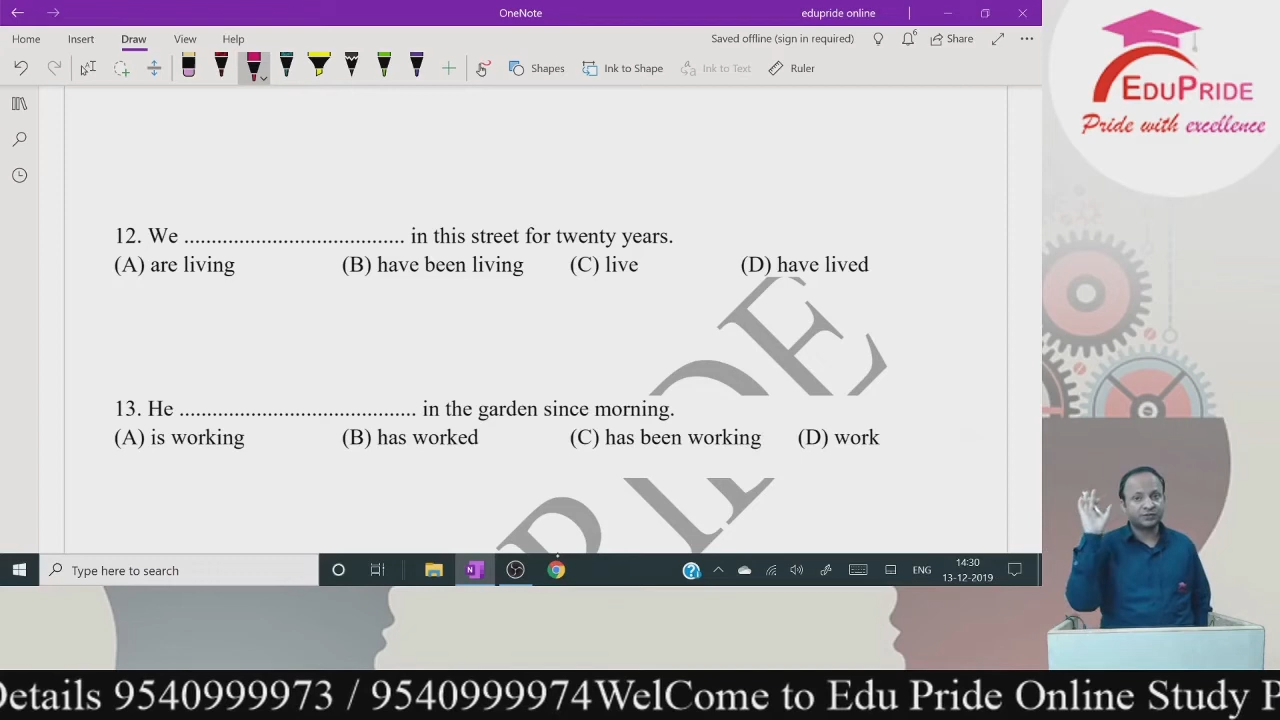 OneNote
edupride online
Home Insert Draw View Help
Saved offline (sign in required)
6
Share
Shapes
Ink to Shape
Ink to Text
Ruler
EDUPRIDE
Pride with excellence
12. We ......................................... in this street for twenty years.
(A) are living (B) have been living (C) live (D) have lived
13. He ............................................ in the garden since morning.
(A) is working (B) has worked (C) has been working (D) work
PRIDE
Type here to search
ENG
14:30
13-12-2019
Details 9540999973 / 9540999974WelCome to Edu Pride Online Study P